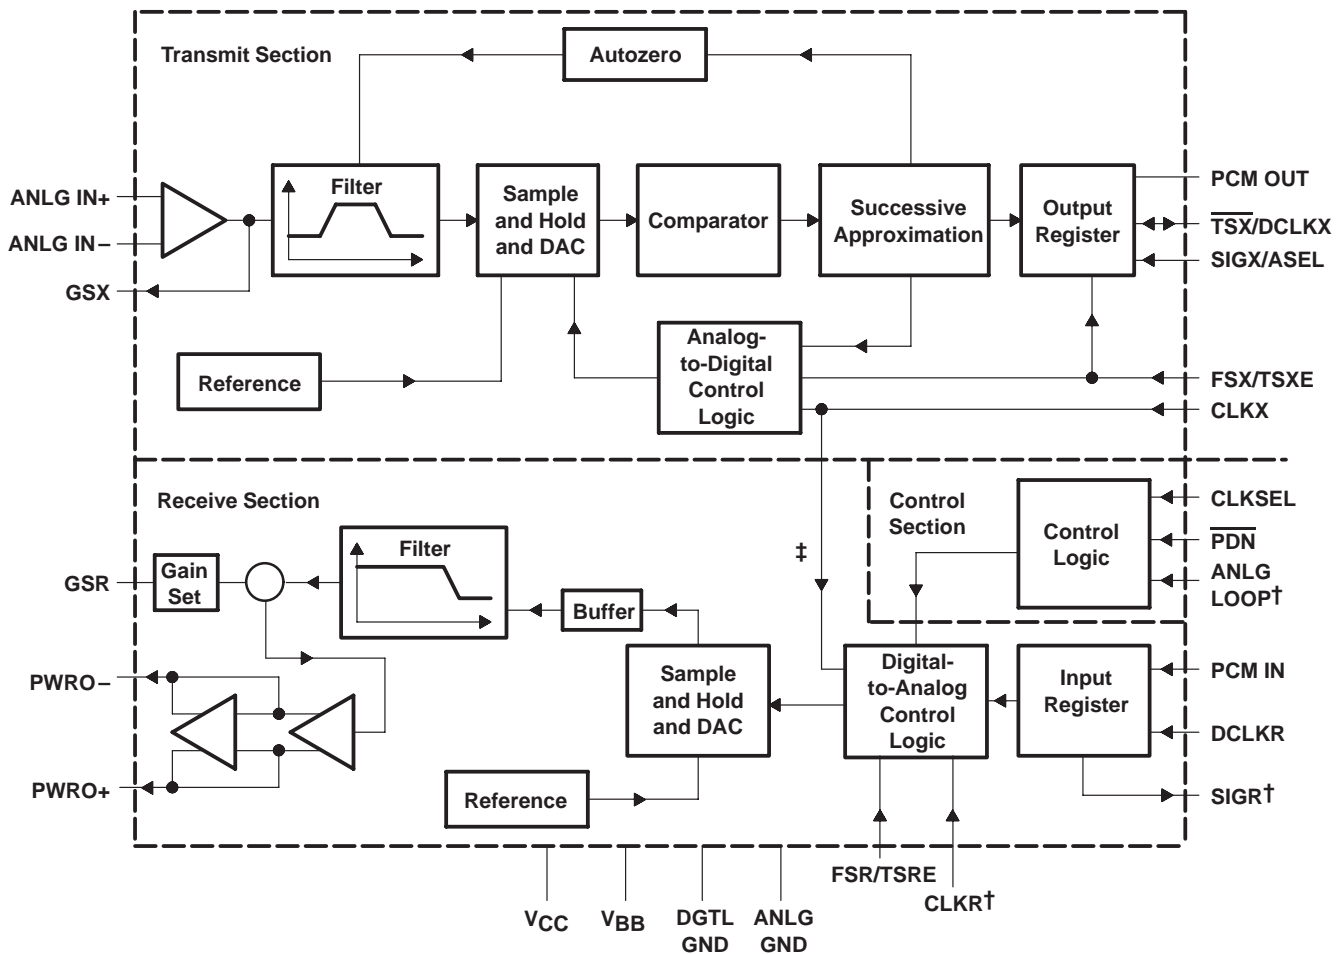 Transmit Section
Autozero
ANLG IN+
ANLG IN−
GSX
Filter
Sample
and Hold
and DAC
Comparator
Successive
Approximation
Output
Register
PCM OUT
TSX/DCLKX
SIGX/ASEL
Reference
Analog-
to-Digital
Control
Logic
FSX/TSXE
CLKX
Receive Section
Control
Section
Control
Logic
CLKSEL
PDN
ANLG
LOOP†
‡
GSR
Gain
Set
Filter
Buffer
PWRO−
PWRO+
Sample
and Hold
and DAC
Digital-
to-Analog
Control
Logic
Input
Register
PCM IN
DCLKR
SIGR†
Reference
FSR/TSRE
CLKR†
VCC
VBB
DGTL
GND
ANLG
GND